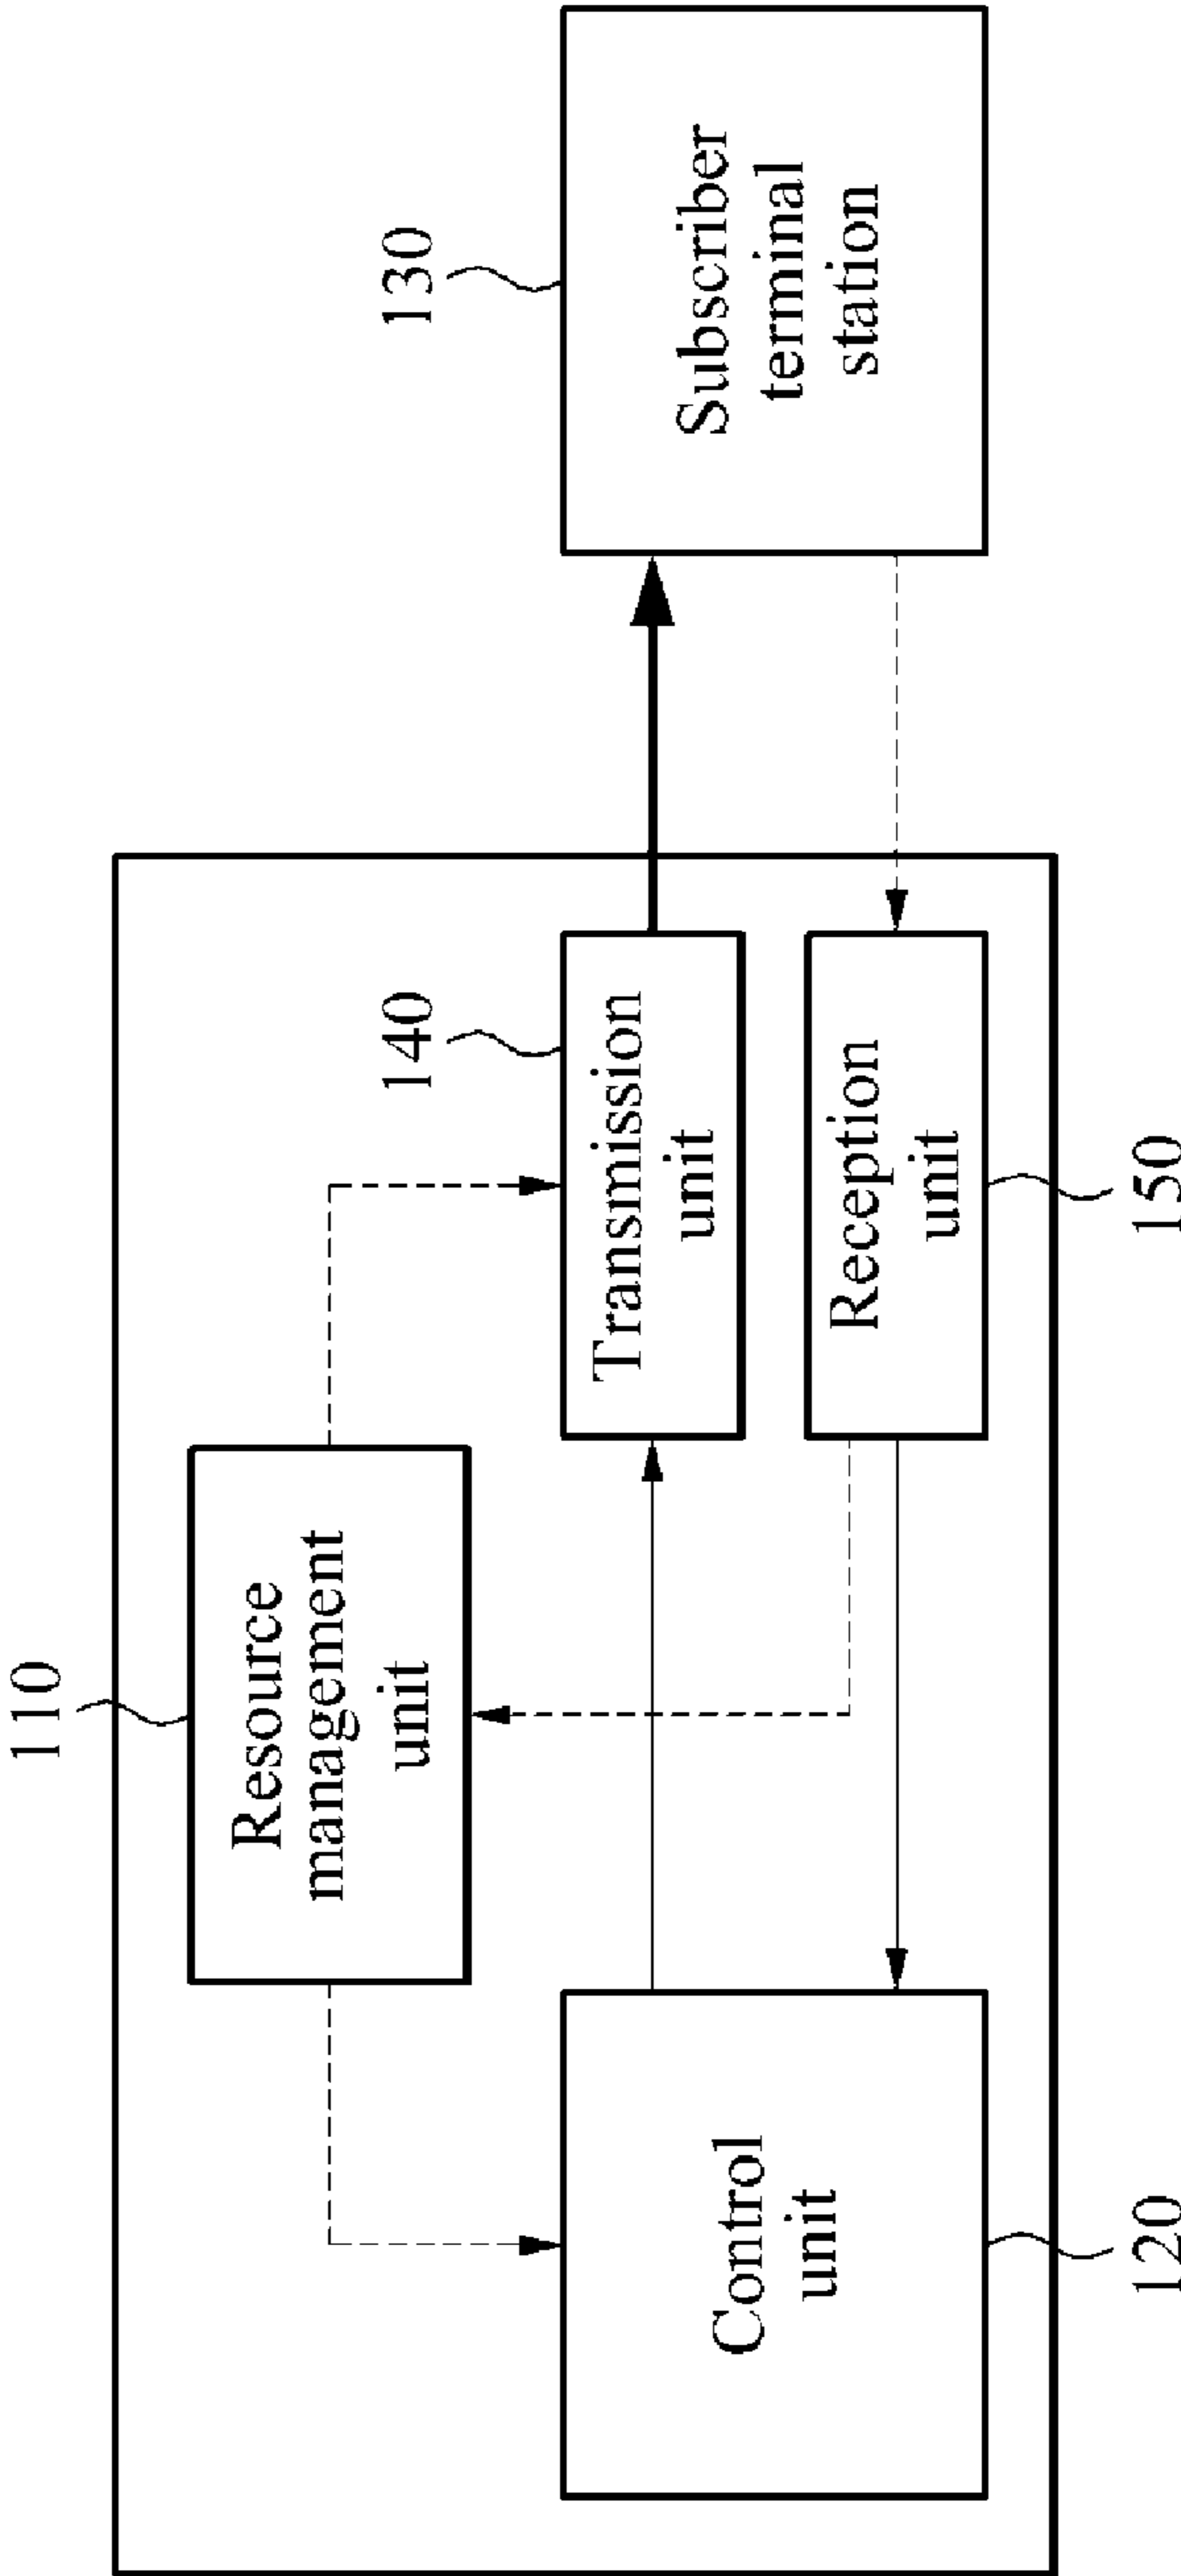 110
Resource
management
unit
140
130
Control
unit
Transmission
unit
Subscriber
terminal
station
Reception
unit
120
150